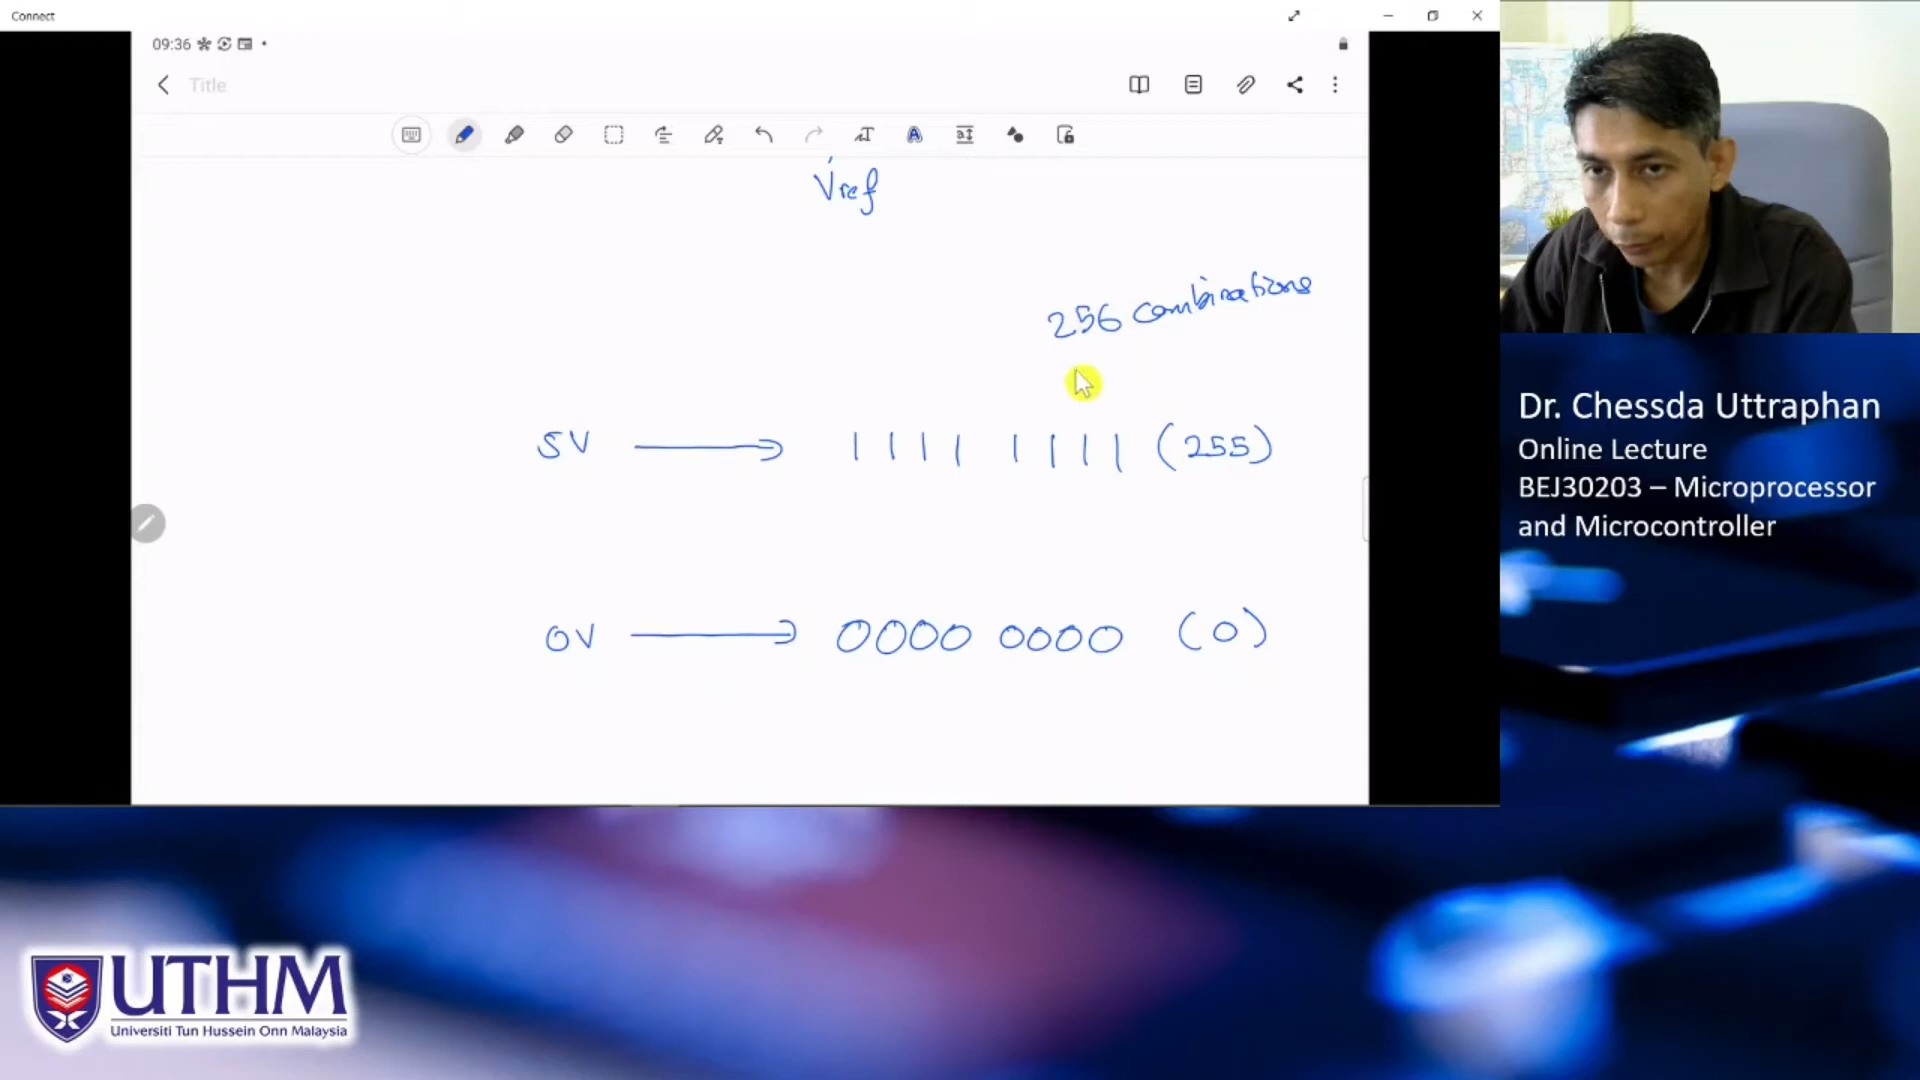 Connect
09:36
Title
Vref
256 combinations
5V 1111 1111 (255)
0V 0000 0000 (0)
Dr. Chessda Uttraphan
Online Lecture
BEJ30203 – Microprocessor
and Microcontroller
UTHM
Universiti Tun Hussein Onn Malaysia